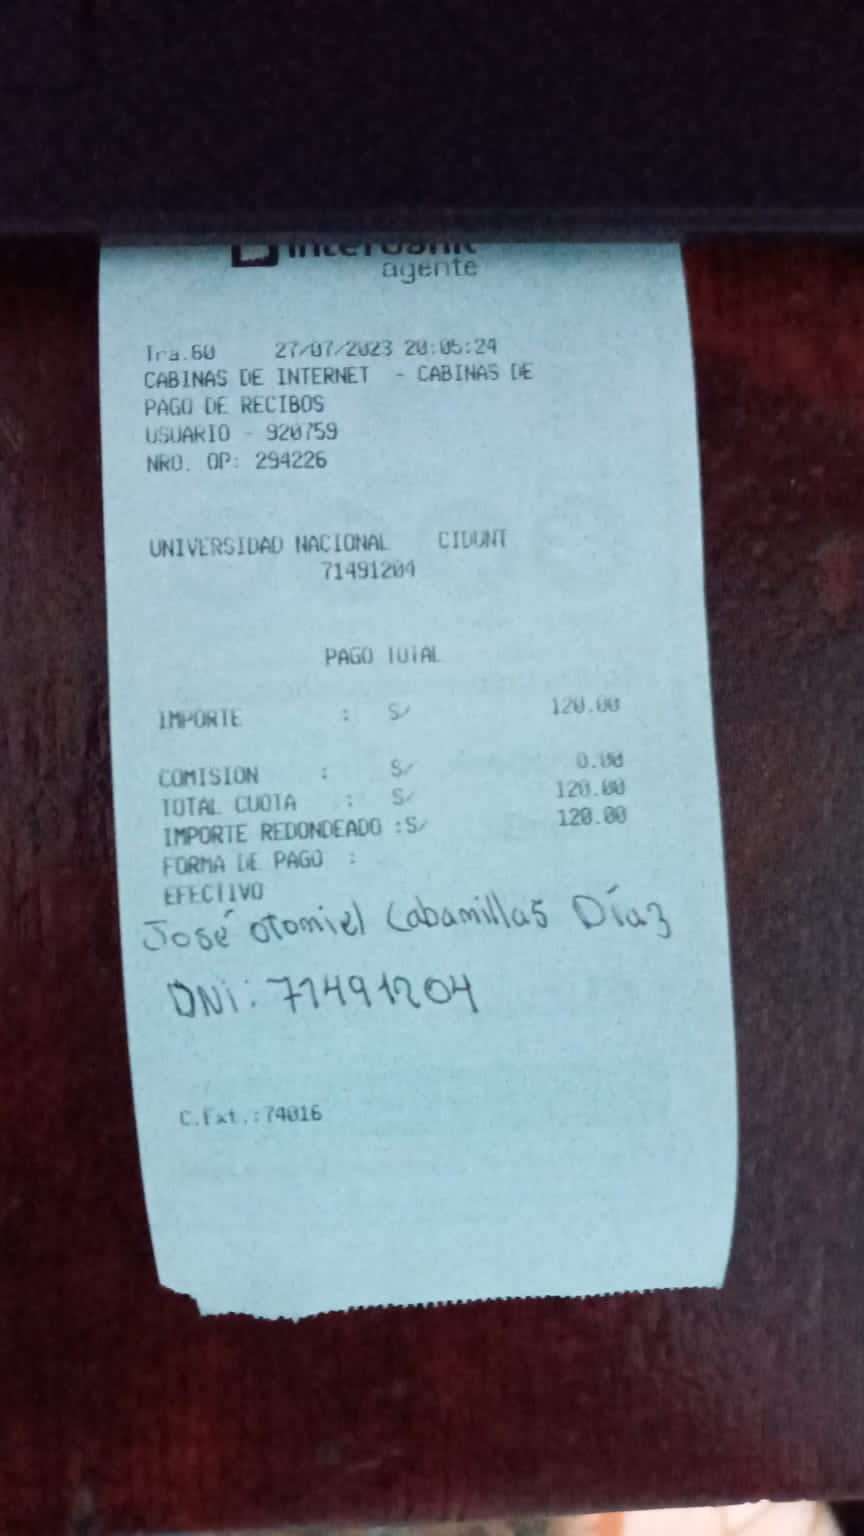 interbank
agente
Tra.60 27/07/2023 20:05:24
CABINAS DE INTERNET - CABINAS DE
PAGO DE RECIBOS
USUARIO - 920759
NRO. OP: 294226
UNIVERSIDAD NACIONAL CIDUNT
71491204
PAGO TOTAL
IMPORTE : S/ 120.00
COMISION : S/ 0.00
TOTAL CUOTA : S/ 120.00
IMPORTE REDONDEADO :S/ 120.00
FORMA DE PAGO :
EFECTIVO
José Otoniel Cabanillas Díaz
DNi: 71491204
C.Ext.:74016